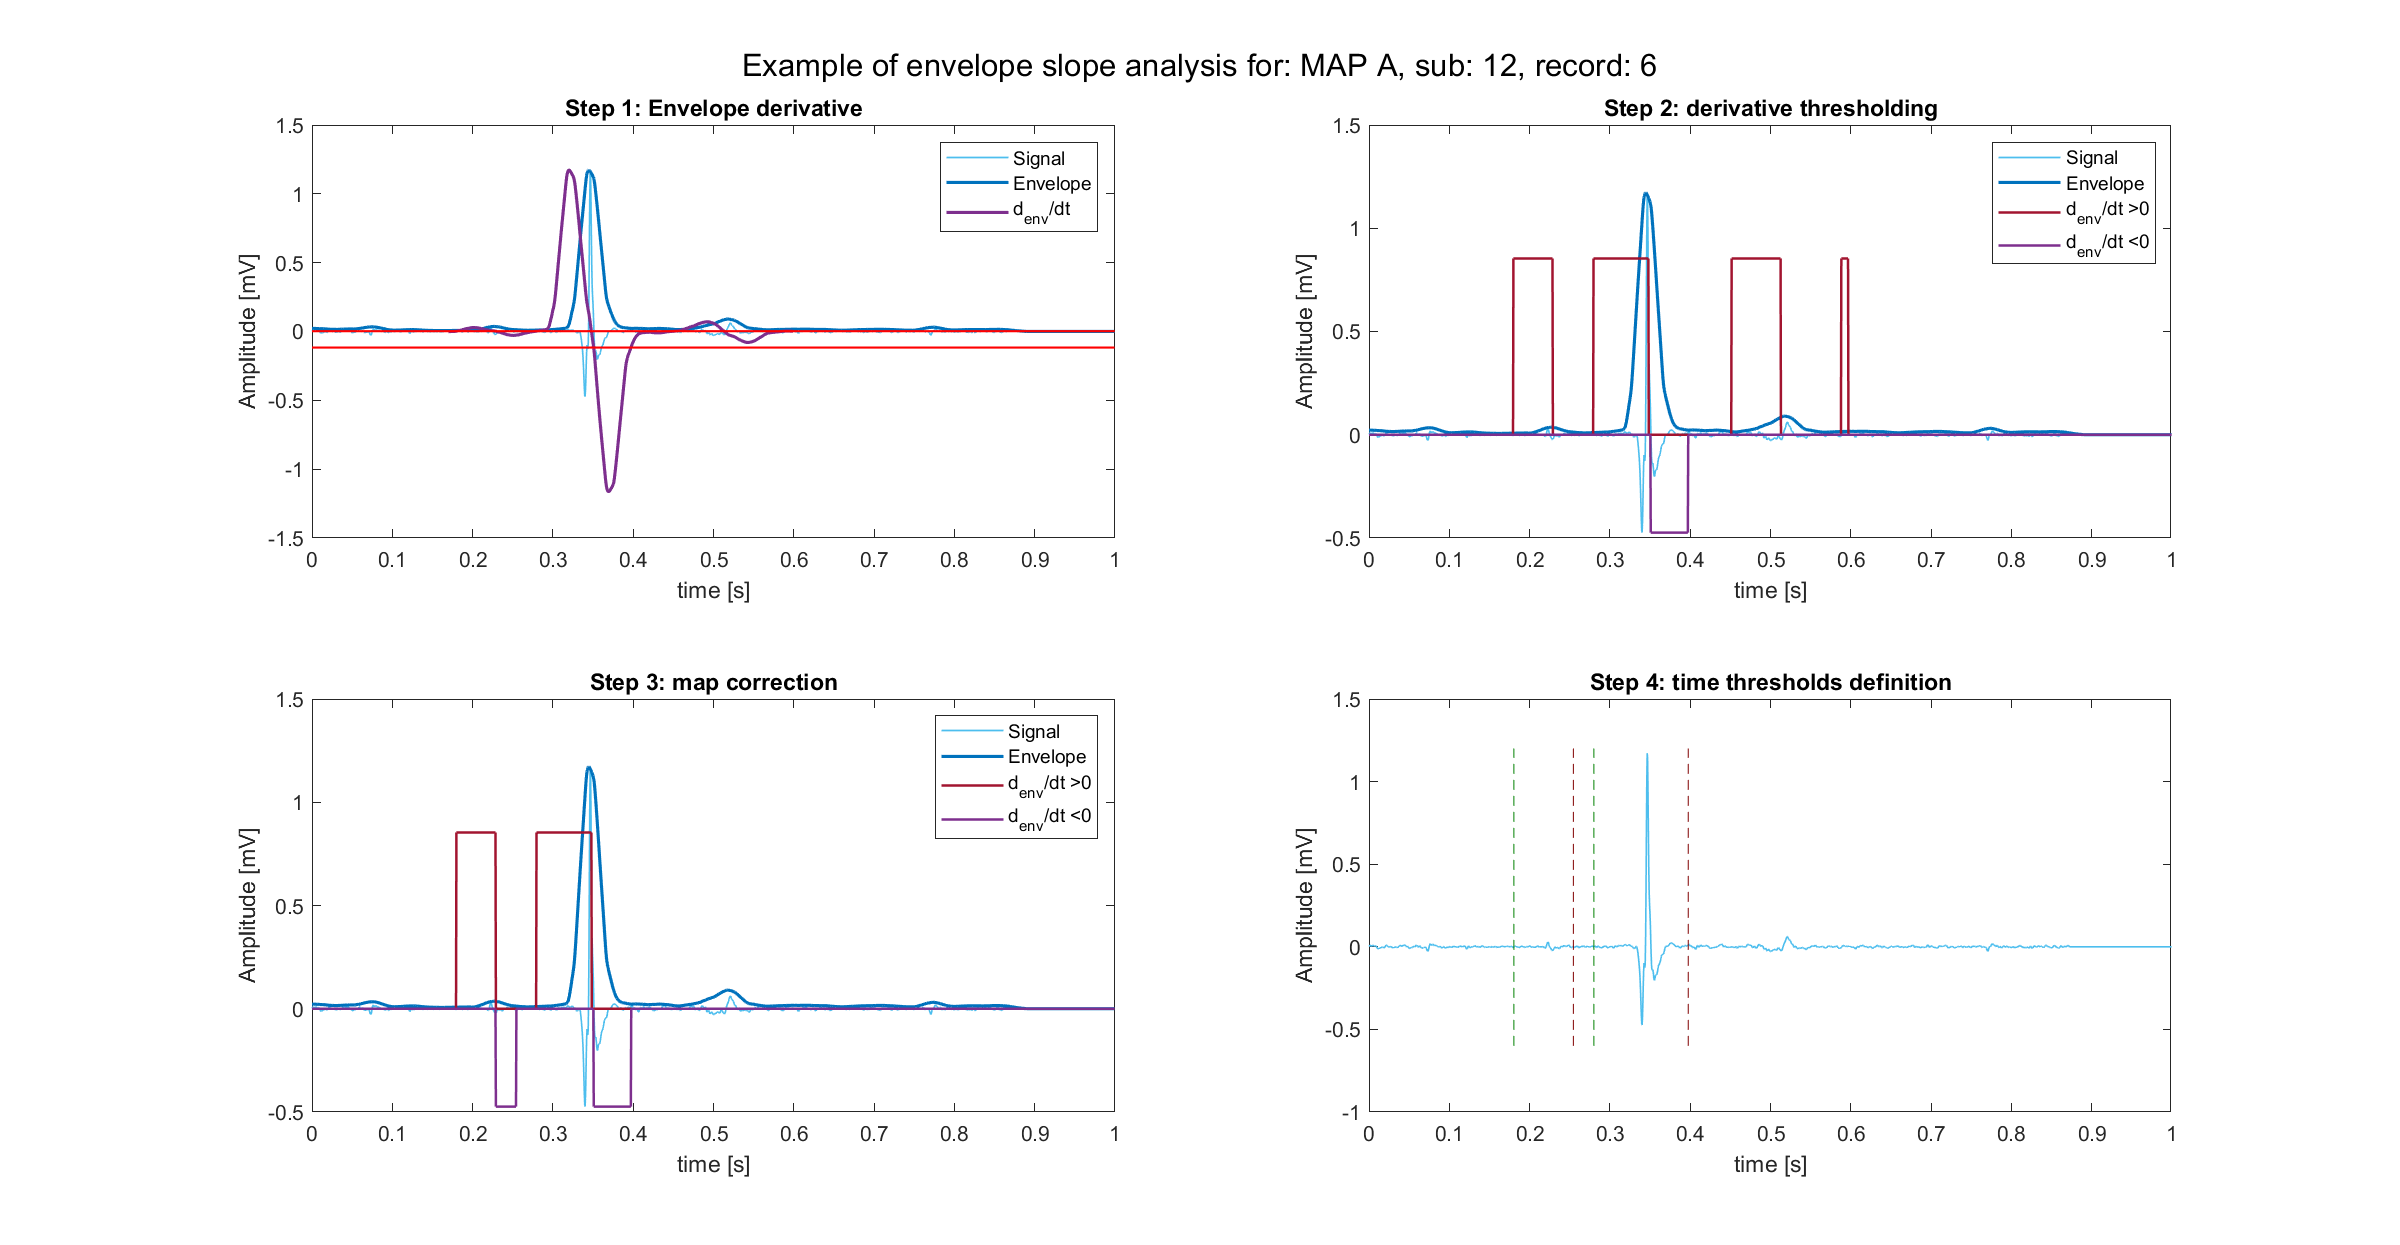 Example of envelope slope analysis for: MAP A, sub: 12, record: 6
Step 1: Envelope derivative
1.5
1
0.5
0
-0.5
-1
-1.5
Amplitude [mV]
0 0.1 0.2 0.3 0.4 0.5 0.6 0.7 0.8 0.9 1
time [s]
Signal
Envelope
d_env/dt
Step 2: derivative thresholding
1.5
1
0.5
0
-0.5
Amplitude [mV]
0 0.1 0.2 0.3 0.4 0.5 0.6 0.7 0.8 0.9 1
time [s]
Signal
Envelope
d_env/dt >0
d_env/dt <0
Step 3: map correction
1.5
1
0.5
0
-0.5
Amplitude [mV]
0 0.1 0.2 0.3 0.4 0.5 0.6 0.7 0.8 0.9 1
time [s]
Signal
Envelope
d_env/dt >0
d_env/dt <0
Step 4: time thresholds definition
1.5
1
0.5
0
-0.5
-1
Amplitude [mV]
0 0.1 0.2 0.3 0.4 0.5 0.6 0.7 0.8 0.9 1
time [s]